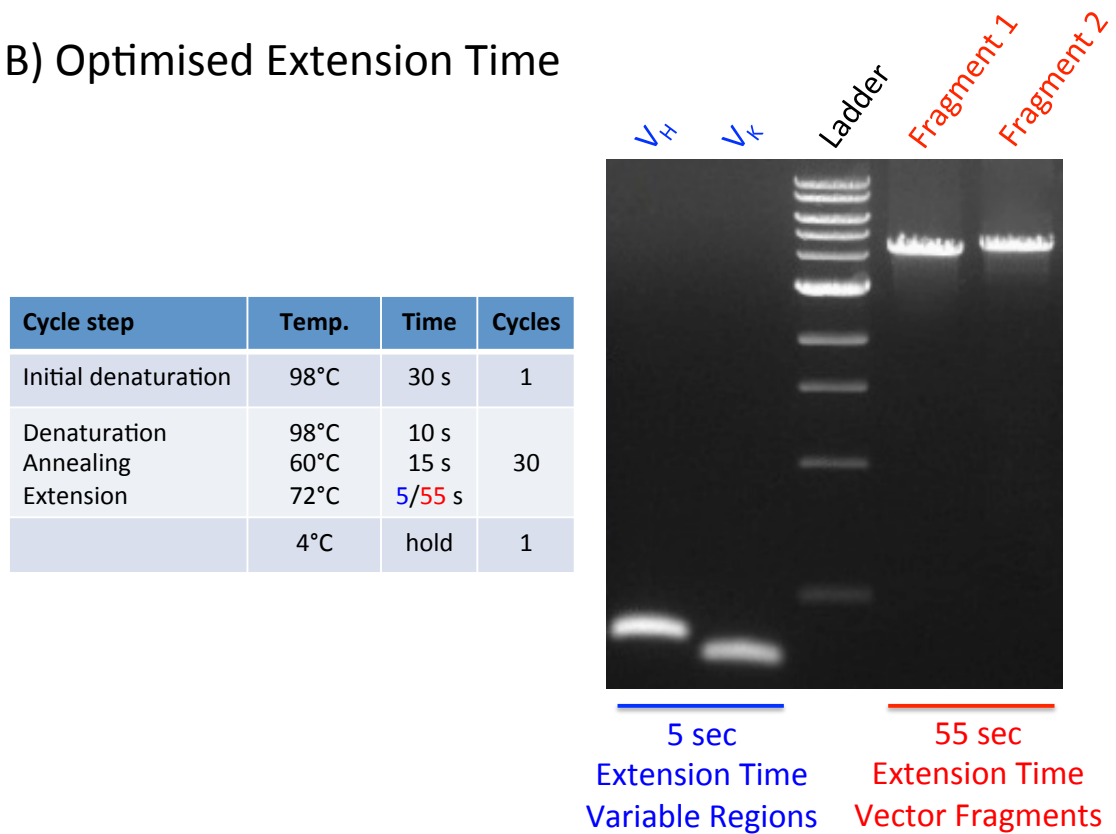 B) Optimised Extension Time
V_H V_K Ladder Fragment 1 Fragment 2
Cycle step Temp. Time Cycles
Initial denaturation 98°C 30 s 1
Denaturation 98°C 10 s
Annealing 60°C 15 s 30
Extension 72°C 5/55 s
4°C hold 1
5 sec
Extension Time
Variable Regions
55 sec
Extension Time
Vector Fragments